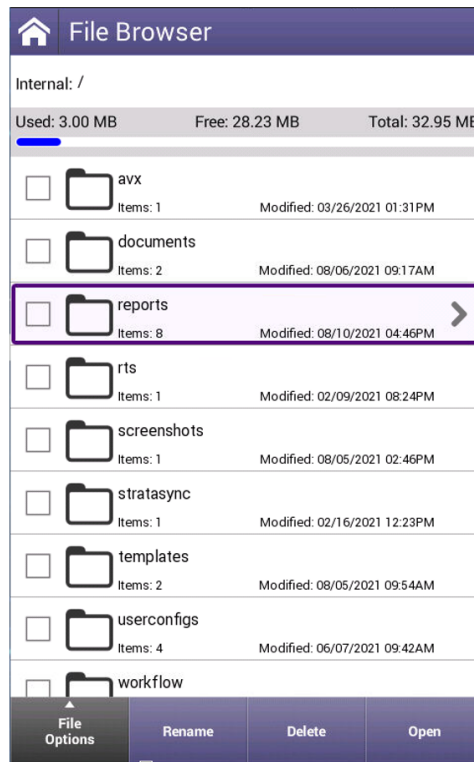 File Browser
Internal: /
Used: 3.00 MB Free: 28.23 MB Total: 32.95 MB
avx
Items: 1 Modified: 03/26/2021 01:31PM
documents
Items: 2 Modified: 08/06/2021 09:17AM
reports
Items: 8 Modified: 08/10/2021 04:46PM
rts
Items: 1 Modified: 02/09/2021 08:24PM
screenshots
Items: 1 Modified: 08/05/2021 02:46PM
stratasync
Items: 1 Modified: 02/16/2021 12:23PM
templates
Items: 2 Modified: 08/05/2021 09:54AM
userconfigs
Items: 4 Modified: 06/07/2021 09:42AM
workflow
File
Options Rename Delete Open